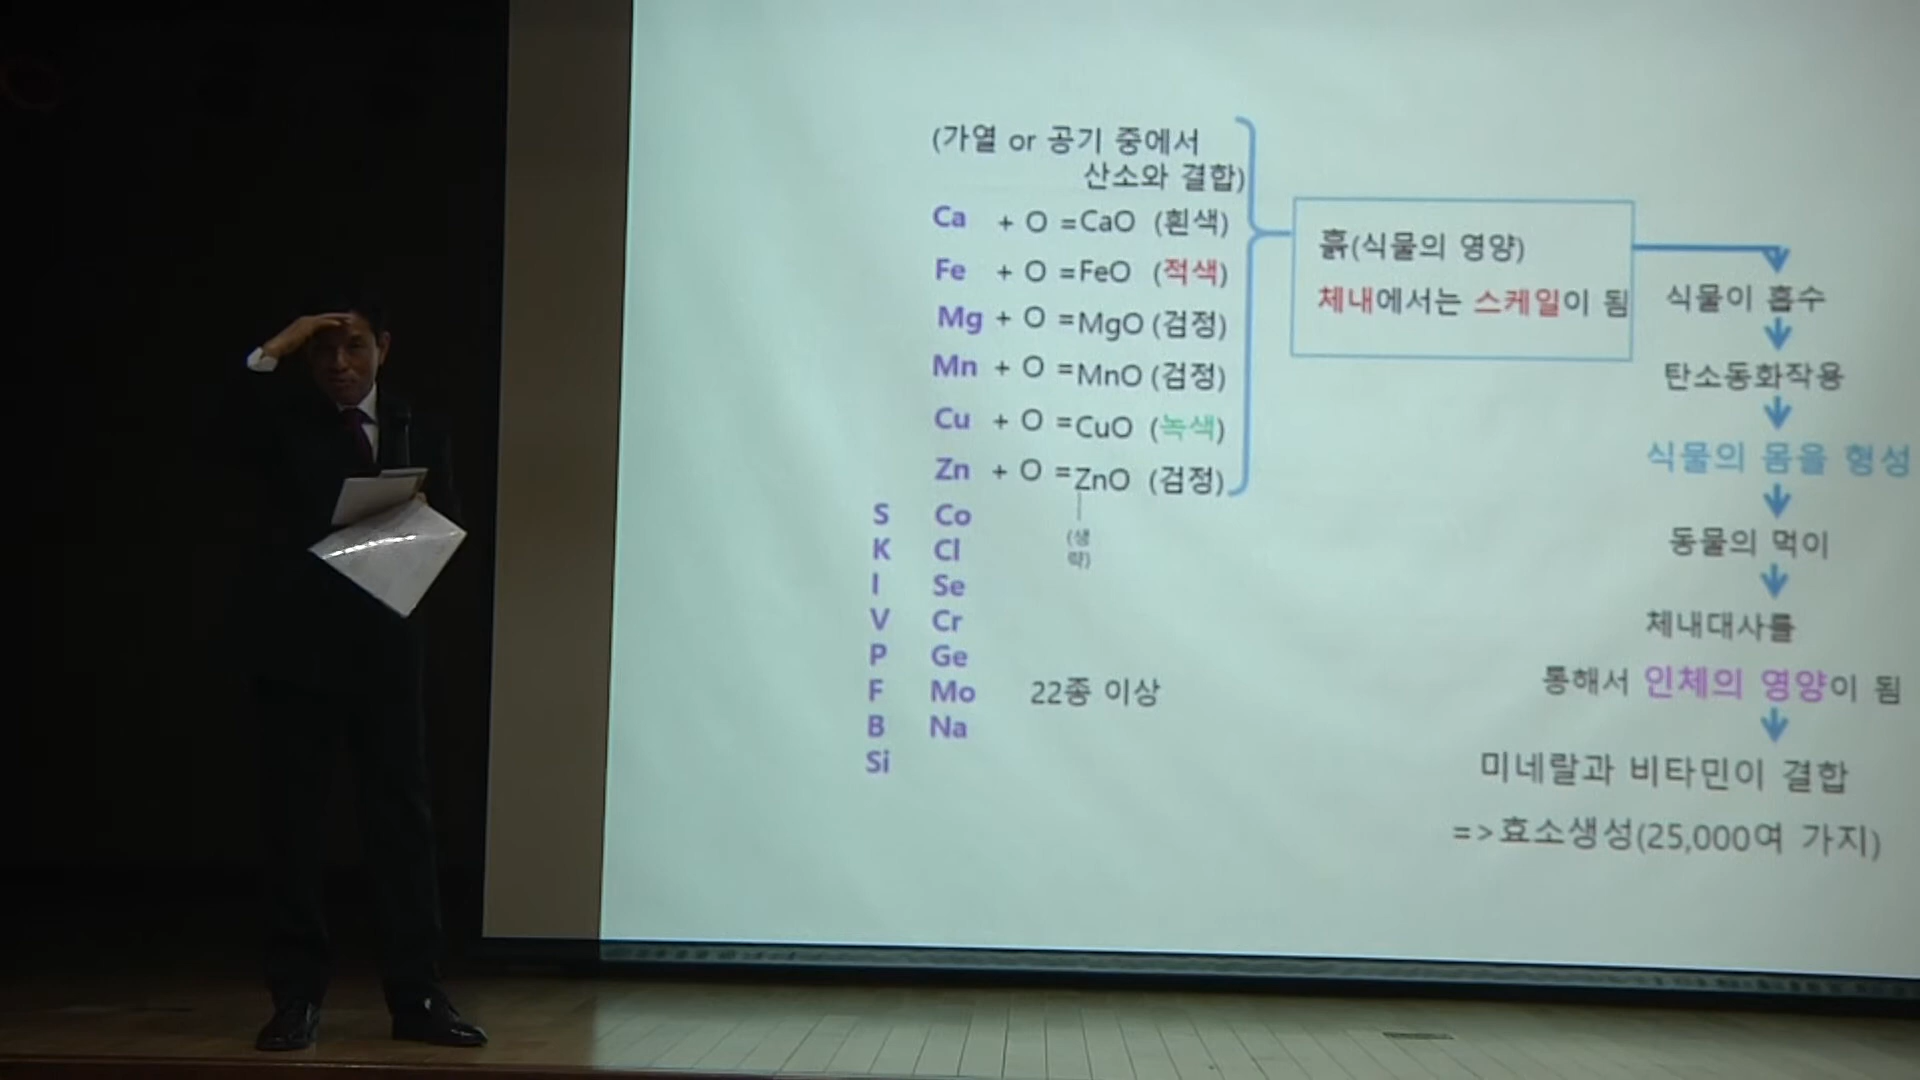 (가열 or 공기 중에서
산소와 결합)
Ca + O =CaO (흰색)
Fe + O =FeO (적색)
Mg + O =MgO (검정)
Mn + O =MnO (검정)
Cu + O =CuO (녹색)
Zn + O =ZnO (검정)
(생
략)
S Co
K Cl
I Se
V Cr
P Ge
F Mo 22종 이상
B Na
Si
흙(식물의 영양)
체내에서는 스케일이 됨
식물이 흡수
탄소동화작용
식물의 몸을 형성
동물의 먹이
체내대사를
통해서 인체의 영양이 됨
미네랄과 비타민이 결합
=>효소생성(25,000여 가지)